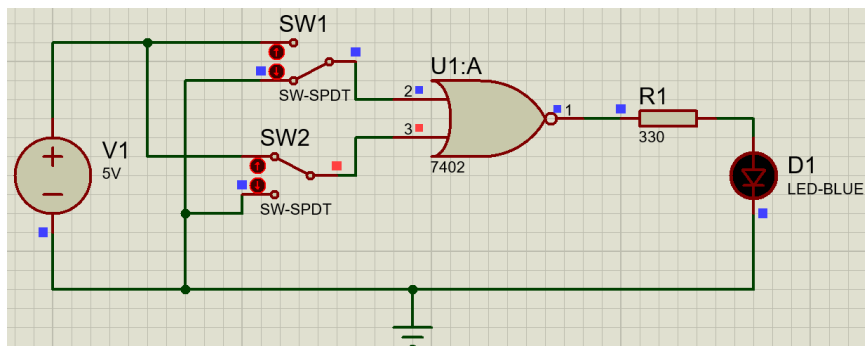 SW1
SW-SPDT
U1:A
2
3
1
7402
R1
330
V1
5V
SW2
SW-SPDT
D1
LED-BLUE